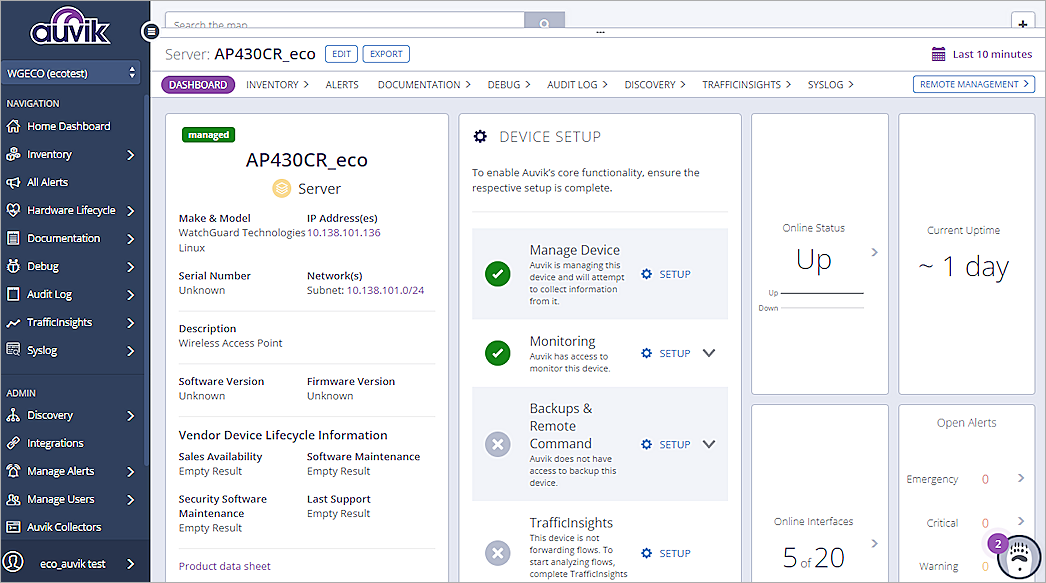 auvik
Search the map
WGECO (ecotest)
Server: AP430CR_eco
EDIT
EXPORT
Last 10 minutes
DASHBOARD
INVENTORY
ALERTS
DOCUMENTATION
DEBUG
AUDIT LOG
DISCOVERY
TRAFFICINSIGHTS
SYSLOG
REMOTE MANAGEMENT
NAVIGATION
Home Dashboard
Inventory
All Alerts
Hardware Lifecycle
Documentation
Debug
Audit Log
TrafficInsights
Syslog
ADMIN
Discovery
Integrations
Manage Alerts
Manage Users
Auvik Collectors
eco_auvik test
managed
AP430CR_eco
Server
Make & Model
WatchGuard Technologies
Linux
IP Address(es)
10.138.101.136
Serial Number
Unknown
Network(s)
Subnet: 10.138.101.0/24
Description
Wireless Access Point
Software Version
Unknown
Firmware Version
Unknown
Vendor Device Lifecycle Information
Sales Availability
Empty Result
Software Maintenance
Empty Result
Security Software
Maintenance
Empty Result
Last Support
Empty Result
Product data sheet
DEVICE SETUP
To enable Auvik's core functionality, ensure the
respective setup is complete.
Manage Device
Auvik is managing this
device and will attempt
to collect information
from it.
SETUP
Monitoring
Auvik has access to
monitor this device.
SETUP
Backups &
Remote
Command
Auvik does not have
access to backup this
device.
SETUP
TrafficInsights
This device is not
forwarding flows. To
start analyzing flows,
complete TrafficInsights
SETUP
Online Status
Up
Up
Down
Current Uptime
~ 1 day
Online Interfaces
5 of 20
Open Alerts
Emergency 0
Critical 0
Warning 0
2